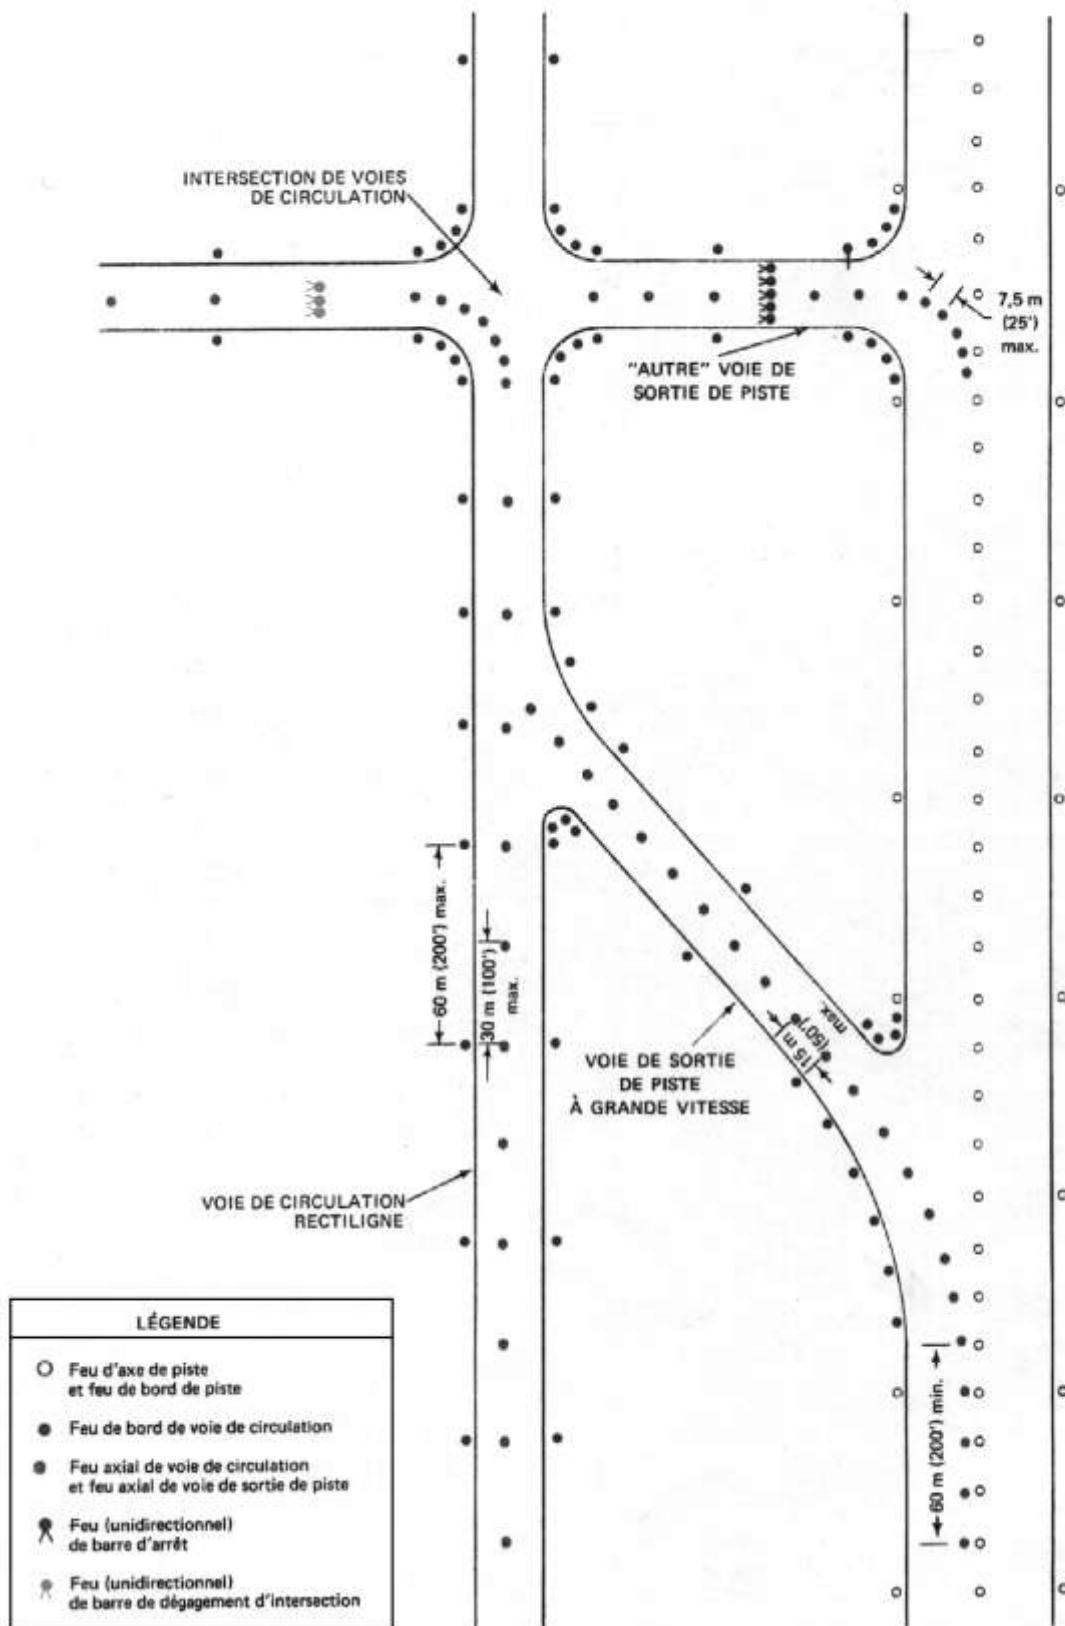 INTERSECTION DE VOIES
DE CIRCULATION
7,5 m
(25')
max.
"AUTRE" VOIE DE
SORTIE DE PISTE
60 m (200') max.
30 m (100')
max.
15 m
(50')
max.
VOIE DE SORTIE
DE PISTE
À GRANDE VITESSE
VOIE DE CIRCULATION
RECTILIGNE
60 m (200') min.
LÉGENDE
Feu d'axe de piste
et feu de bord de piste
Feu de bord de voie de circulation
Feu axial de voie de circulation
et feu axial de voie de sortie de piste
Feu (unidirectionnel)
de barre d'arrêt
Feu (unidirectionnel)
de barre de dégagement d'intersection